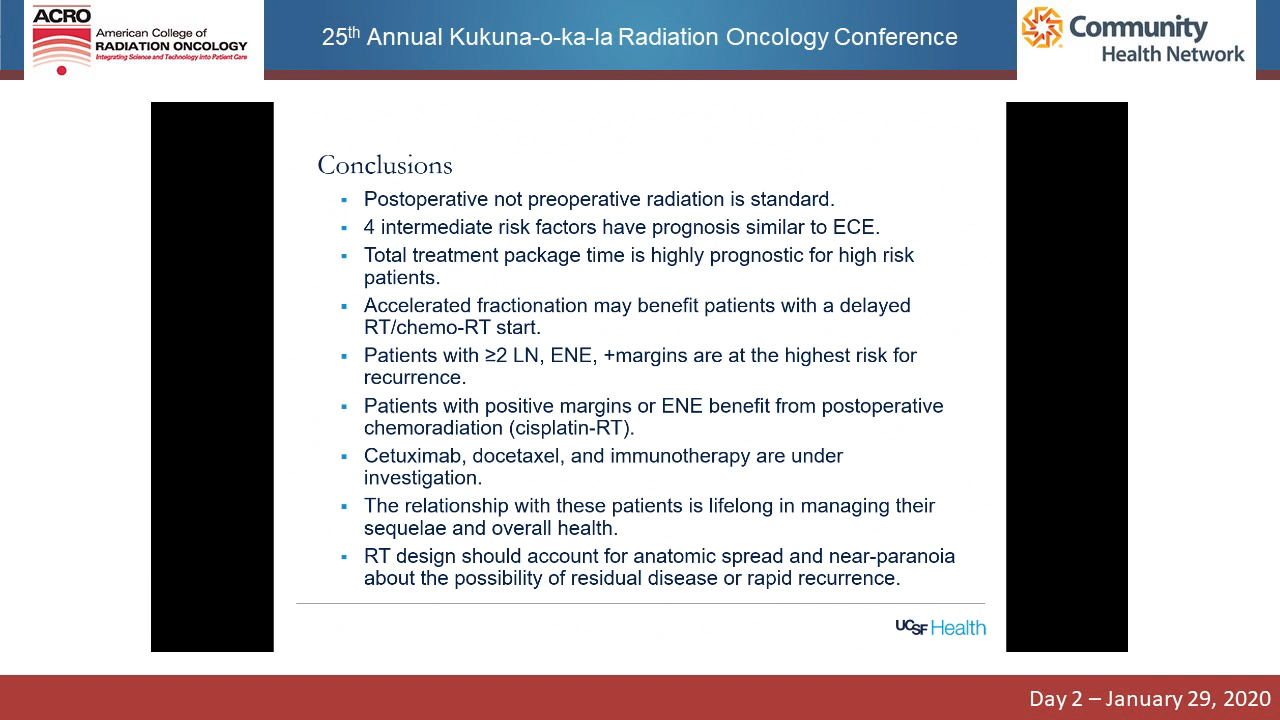 ACRO
American College of
RADIATION ONCOLOGY
Integrating Science and Technology into Patient Care
25th Annual Kukuna-o-ka-la Radiation Oncology Conference
Community
Health Network
Conclusions
▪ Postoperative not preoperative radiation is standard.
▪ 4 intermediate risk factors have prognosis similar to ECE.
▪ Total treatment package time is highly prognostic for high risk
patients.
▪ Accelerated fractionation may benefit patients with a delayed
RT/chemo-RT start.
▪ Patients with ≥2 LN, ENE, +margins are at the highest risk for
recurrence.
▪ Patients with positive margins or ENE benefit from postoperative
chemoradiation (cisplatin-RT).
▪ Cetuximab, docetaxel, and immunotherapy are under
investigation.
▪ The relationship with these patients is lifelong in managing their
sequelae and overall health.
▪ RT design should account for anatomic spread and near-paranoia
about the possibility of residual disease or rapid recurrence.
UCSF Health
Day 2 – January 29, 2020